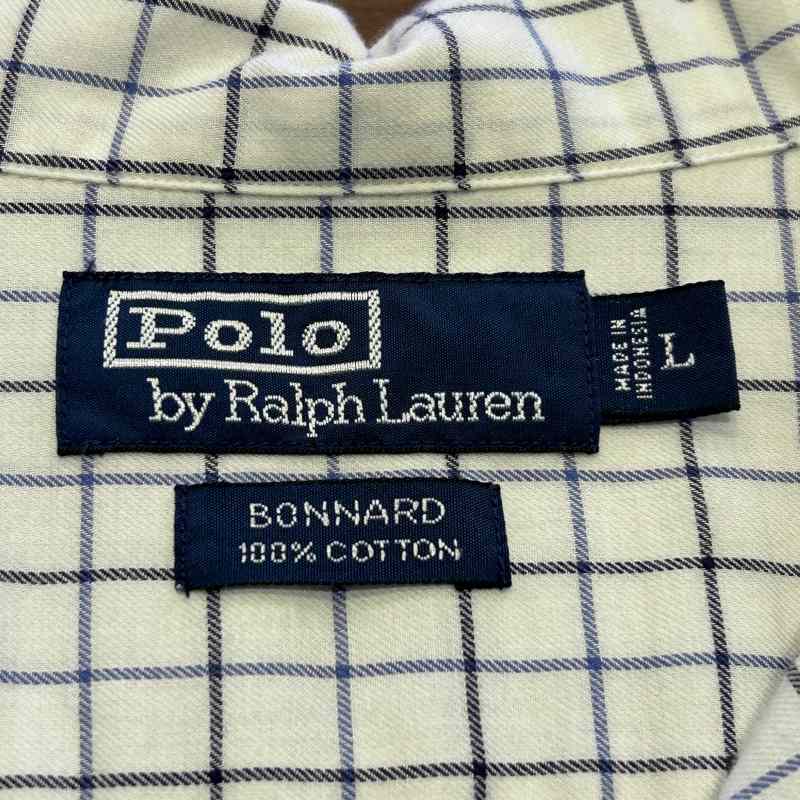 Polo
by Ralph Lauren
MADE IN
INDONESIA
L
BONNARD
100% COTTON